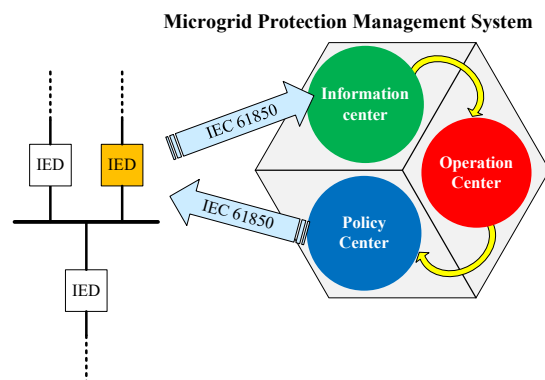 Microgrid Protection Management System
Information
center
IEC 61850
IED
IED
Operation
Center
IEC 61850
Policy
Center
IED